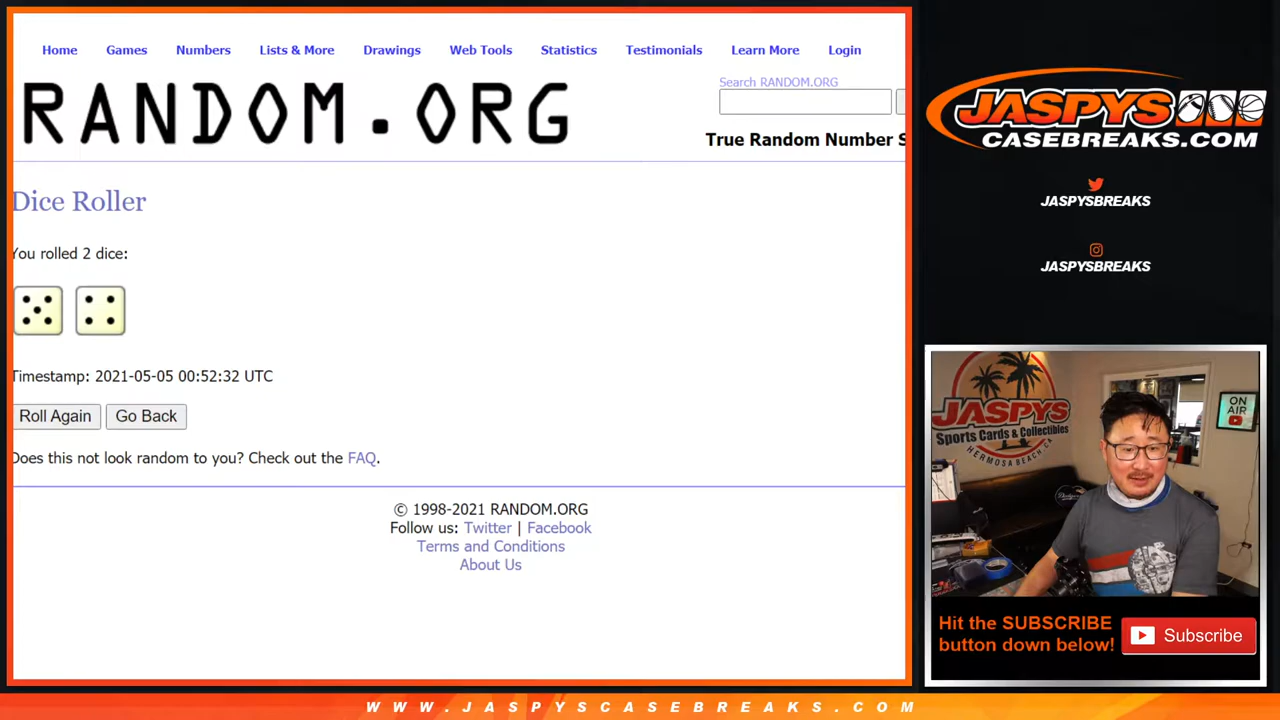 Home Games Numbers Lists & More Drawings Web Tools Statistics Testimonials Learn More Login
Search RANDOM.ORG
RANDOM.ORG
True Random Number S
Dice Roller
You rolled 2 dice:
Timestamp: 2021-05-05 00:52:32 UTC
Roll Again Go Back
Does this not look random to you? Check out the FAQ.
© 1998-2021 RANDOM.ORG
Follow us: Twitter | Facebook
Terms and Conditions
About Us
JASPYS
CASEBREAKS.COM
JASPYSBREAKS
JASPYSBREAKS
JASPYS
Sports Cards & Collectibles
HERMOSA BEACH, CA
ON
AIR
Hit the SUBSCRIBE
button down below!
Subscribe
WWW.JASPYSCASEBREAKS.COM